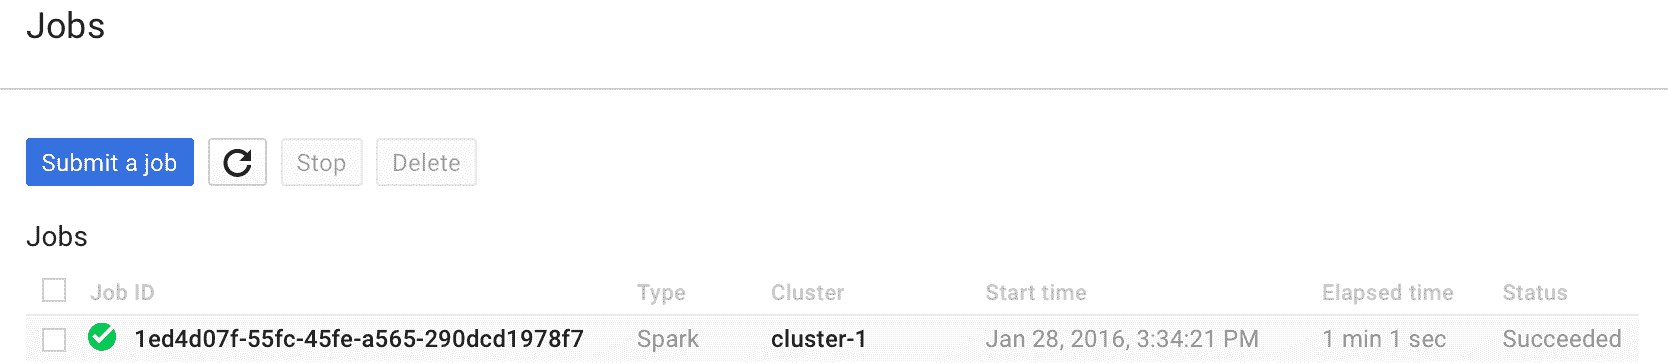 Jobs
Submit a job Stop Delete
Jobs
Job ID Type Cluster Start time Elapsed time Status
1ed4d07f-55fc-45fe-a565-290dcd1978f7 Spark cluster-1 Jan 28, 2016, 3:34:21 PM 1 min 1 sec Succeeded